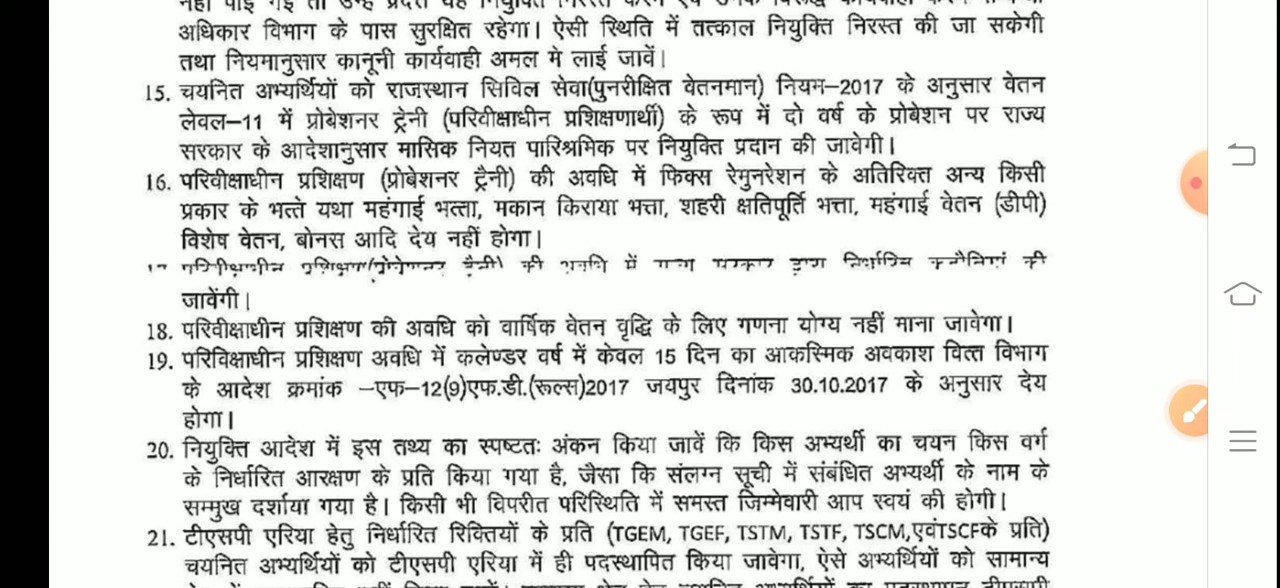 अधिकार विभाग के पास सुरक्षित रहेगा। ऐसी स्थिति में तत्काल नियुक्ति निरस्त की जा सकेगी
तथा नियमानुसार कानूनी कार्यवाही अमल मे लाई जावें।
15. चयनित अभ्यर्थियों को राजस्थान सिविल सेवा(पुनरीक्षित वेतनमान) नियम–2017 के अनुसार वेतन
लेवल–11 में प्रोबेशनर ट्रेनी (परिवीक्षाधीन प्रशिक्षणार्थी) के रूप में दो वर्ष के प्रोबेशन पर राज्य
सरकार के आदेशानुसार मासिक नियत पारिश्रमिक पर नियुक्ति प्रदान की जावेगी।
16. परिवीक्षाधीन प्रशिक्षण (प्रोबेशनर ट्रैनी) की अवधि में फिक्स रेमुनरेशन के अतिरिक्त अन्य किसी
प्रकार के भत्ते यथा महंगाई भत्ता, मकान किराया भत्ता, शहरी क्षतिपूर्ति भत्ता, महंगाई वेतन (डीपी)
विशेष वेतन, बोनस आदि देय नहीं होगा।
की अवधि में की
जावेंगी।
18. परिवीक्षाधीन प्रशिक्षण की अवधि को वार्षिक वेतन वृद्धि के लिए गणना योग्य नहीं माना जावेगा।
19. परिविक्षाधीन प्रशिक्षण अवधि में कलेण्डर वर्ष में केवल 15 दिन का आकस्मिक अवकाश वित्त विभाग
के आदेश क्रमांक –एफ–12(9)एफ.डी.(रूल्स)2017 जयपुर दिनांक 30.10.2017 के अनुसार देय
होगा।
20. नियुक्ति आदेश में इस तथ्य का स्पष्टतः अंकन किया जावें कि किस अभ्यर्थी का चयन किस वर्ग
के निर्धारित आरक्षण के प्रति किया गया है, जैसा कि संलग्न सूची में संबंधित अभ्यर्थी के नाम के
सम्मुख दर्शाया गया है। किसी भी विपरीत परिस्थिति में समस्त जिम्मेवारी आप स्वयं की होगी।
21. टीएसपी एरिया हेतु निर्धारित रिक्तियों के प्रति (TGEM, TGEF, TSTM, TSTF, TSCM,एवंTSCFके प्रति)
चयनित अभ्यर्थियों को टीएसपी एरिया में ही पदस्थापित किया जावेगा, ऐसे अभ्यर्थियों को सामान्य